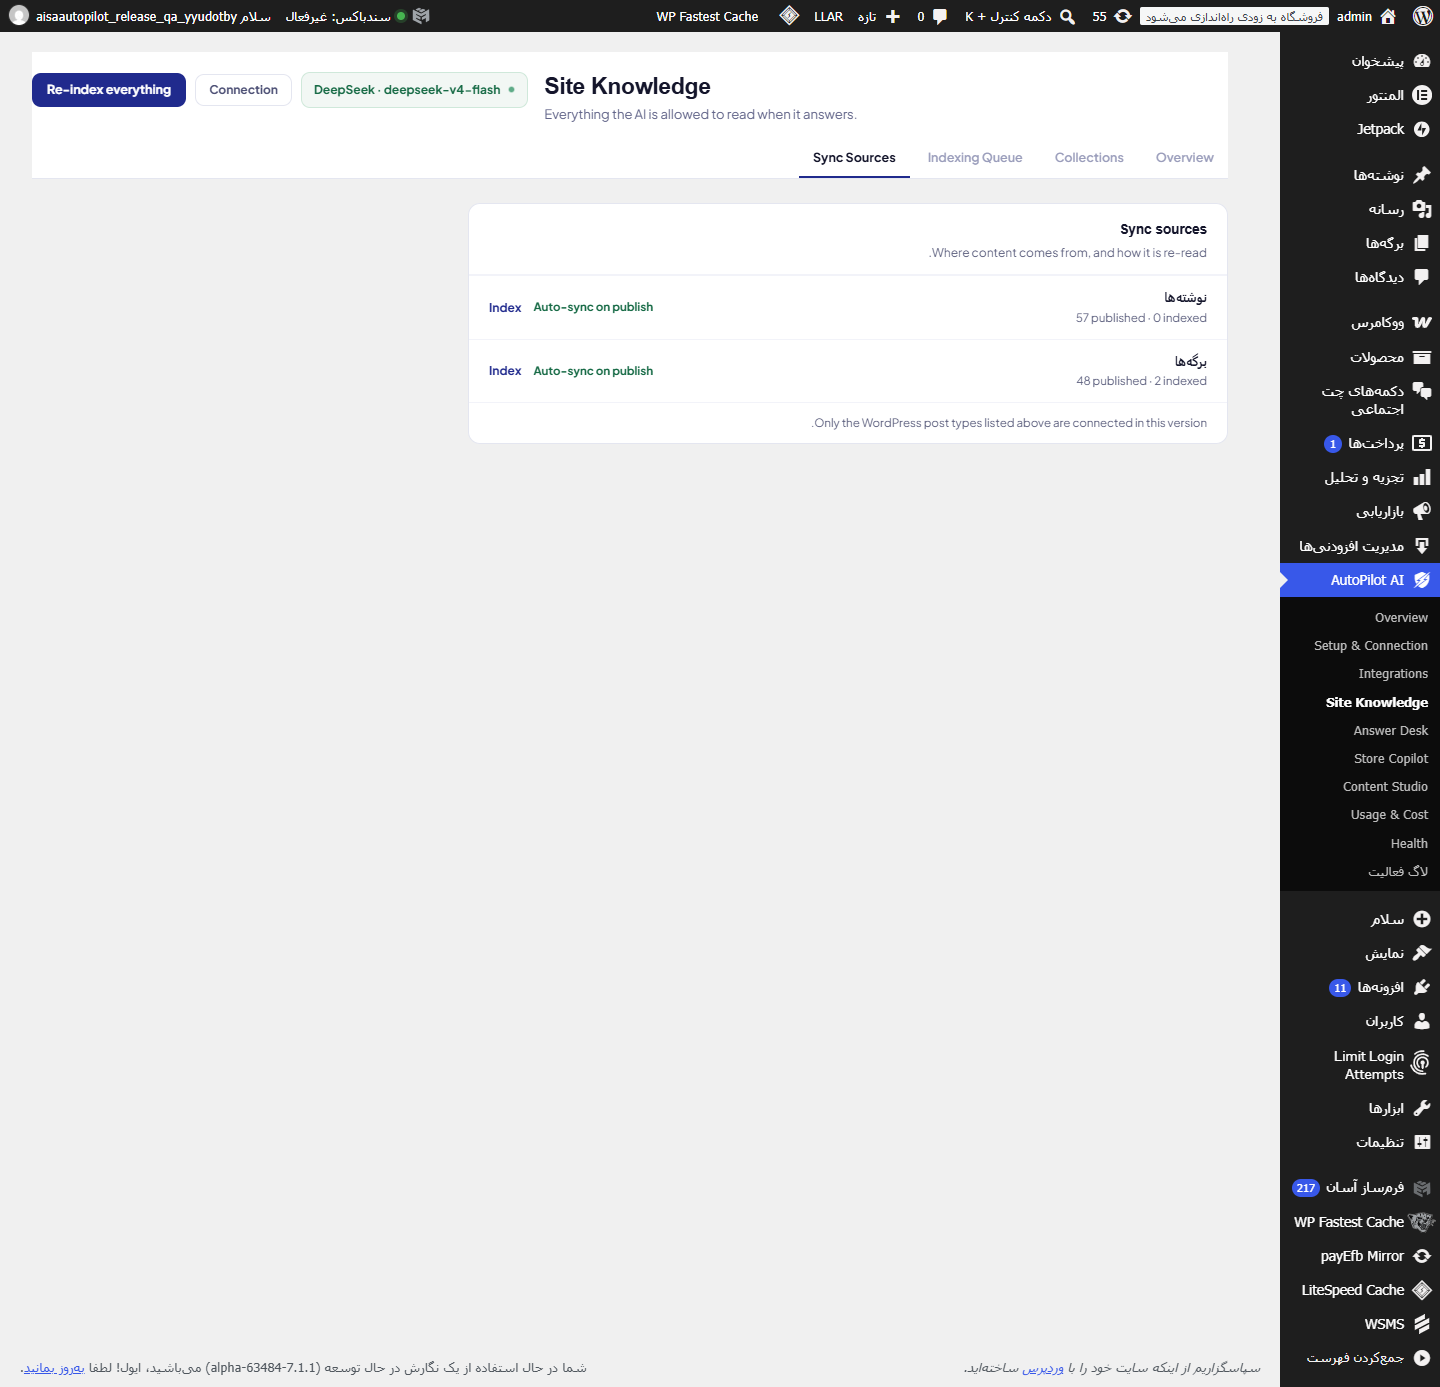 admin
فروشگاه به زودی راه‌اندازی می‌شود
55
دکمه کنترل + K
0
تازه
LLAR
WP Fastest Cache
سندباکس: غیرفعال
سلام aisaautopilot_release_qa_yyudotby
پیشخوان
المنتور
Jetpack
نوشته‌ها
رسانه
برگه‌ها
دیدگاه‌ها
ووکامرس
محصولات
دکمه‌های چت
اجتماعی
پرداخت‌ها 1
تجزیه و تحلیل
بازاریابی
مدیریت افزودنی‌ها
AutoPilot AI
Overview
Setup & Connection
Integrations
Site Knowledge
Answer Desk
Store Copilot
Content Studio
Usage & Cost
Health
لاگ فعالیت
سلام
نمایش
افزونه‌ها 11
کاربران
Limit Login
Attempts
ابزارها
تنظیمات
فرم‌ساز آسان 217
WP Fastest Cache
payEfb Mirror
LiteSpeed Cache
WSMS
جمع‌کردن فهرست
Site Knowledge
Everything the AI is allowed to read when it answers.
DeepSeek · deepseek-v4-flash
Connection
Re-index everything
Overview
Collections
Indexing Queue
Sync Sources
Sync sources
.Where content comes from, and how it is re-read
نوشته‌ها
57 published · 0 indexed
Auto-sync on publish
Index
برگه‌ها
48 published · 2 indexed
Auto-sync on publish
Index
.Only the WordPress post types listed above are connected in this version
سپاسگزاریم از اینکه سایت خود را با وردپرس ساخته‌اید.
شما در حال استفاده از یک نگارش در حال توسعه (7.1.1-alpha-63484) می‌باشید، ایول! لطفا به‌روز بمانید.